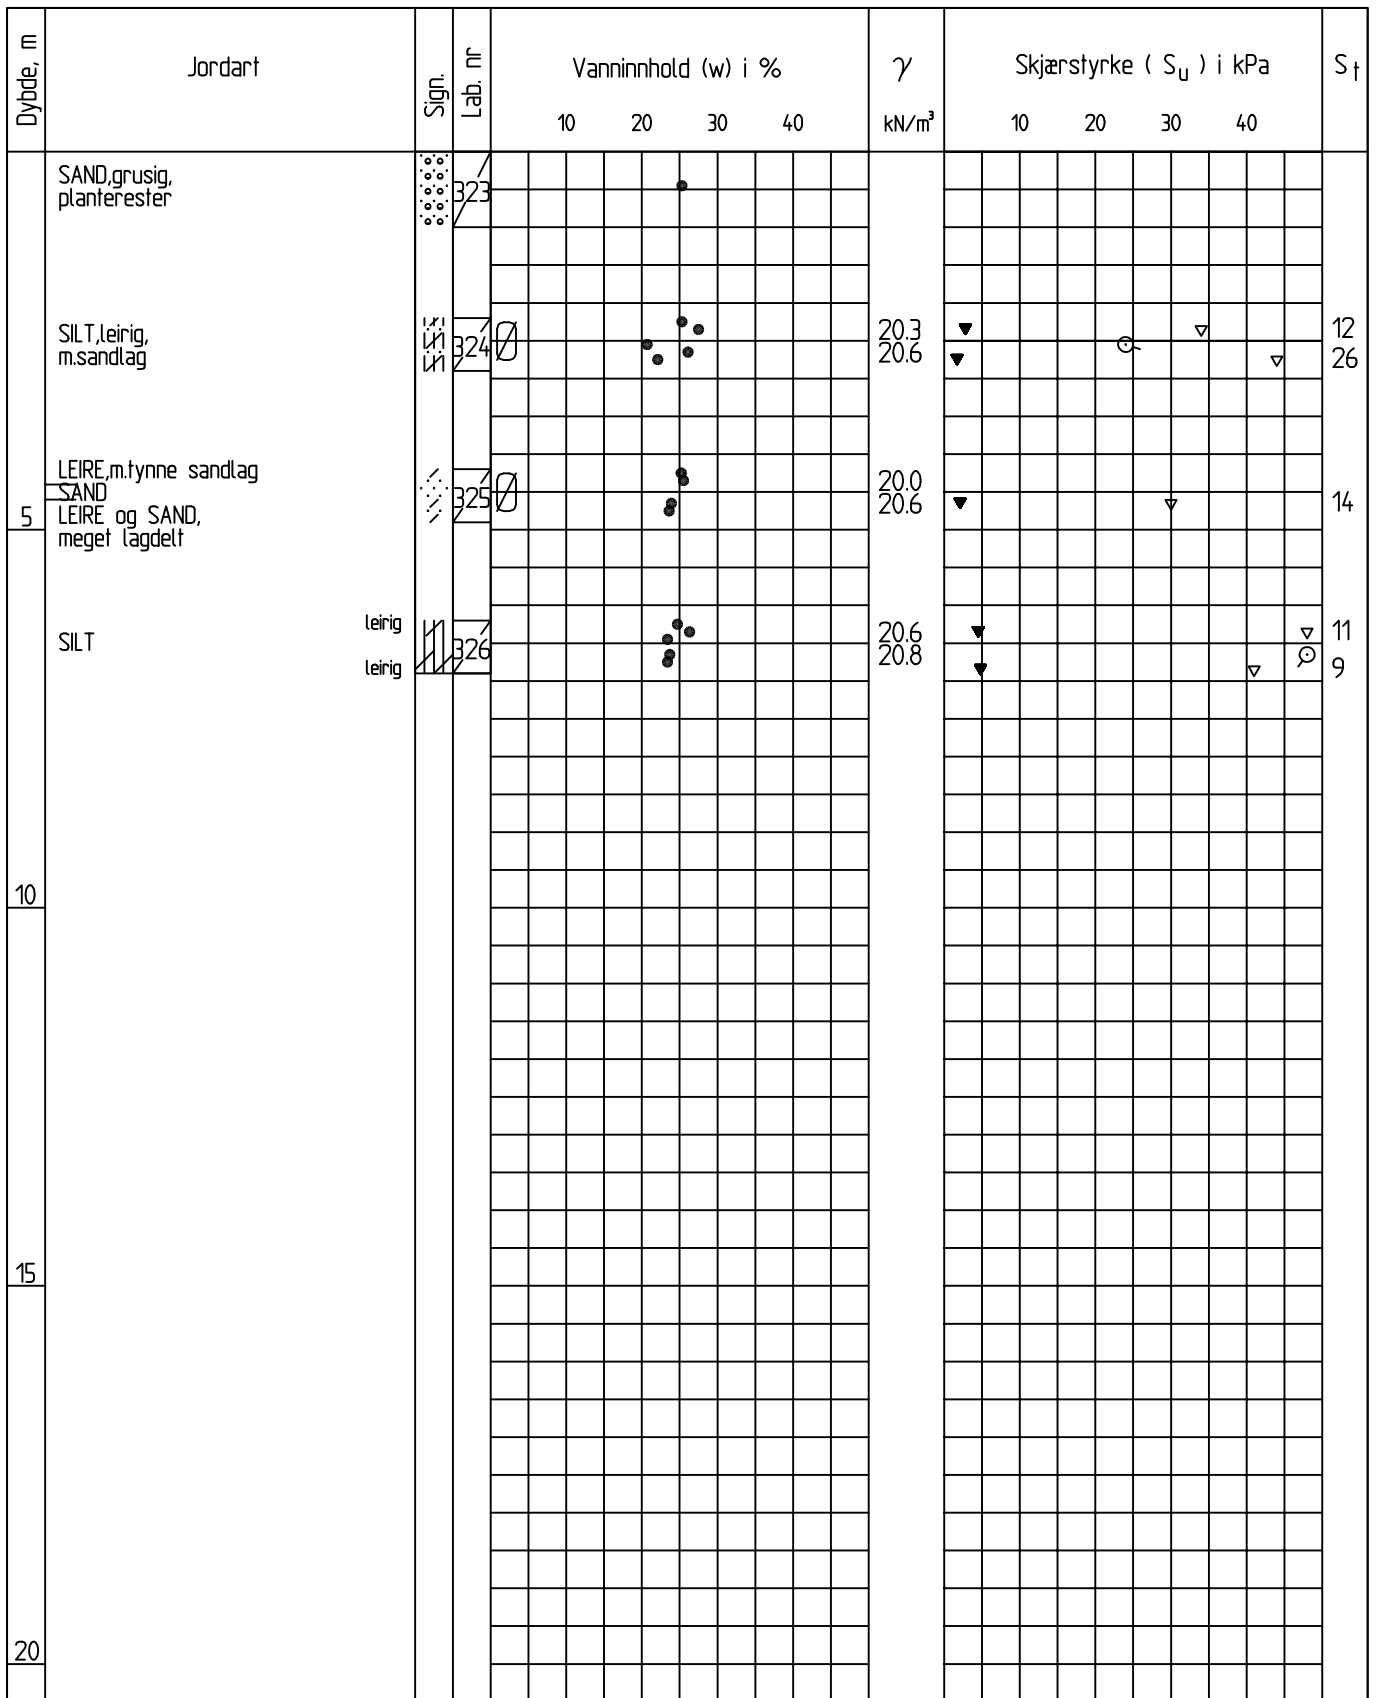 Dybde, m
Jordart
Sign.
Lab. nr
Vanninnhold (w) i %
10 20 30 40
γ
kN/m³
Skjærstyrke ( Su ) i kPa
10 20 30 40
St
SAND,grusig,
planterester
323
SILT,leirig,
m.sandlag
324
20.3
20.6
12
26
LEIRE,m.tynne sandlag
SAND
LEIRE og SAND,
meget lagdelt
325
20.0
20.6
14
5
leirig
SILT
leirig
326
20.6
20.8
11
9
10
15
20